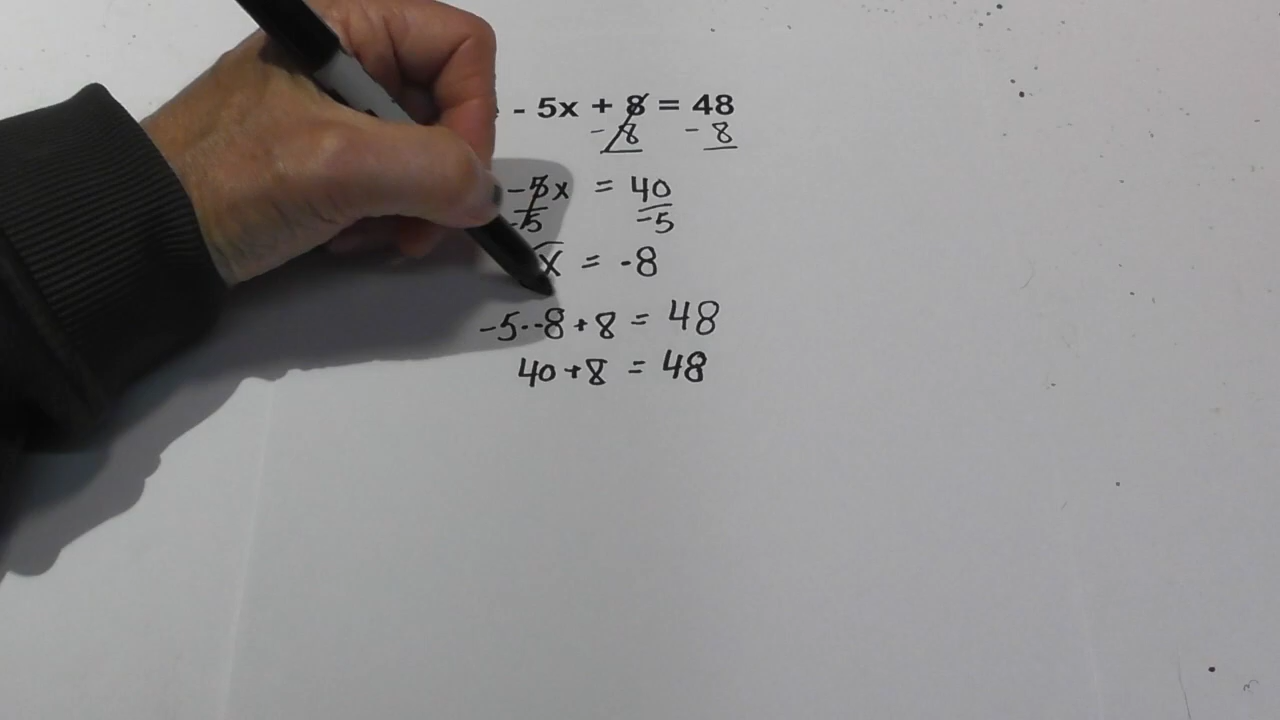 - 5x + 8 = 48
- 8 - 8
-5x = 40
-5 -5
x = -8
-5·-8+8 = 48
40+8 = 48